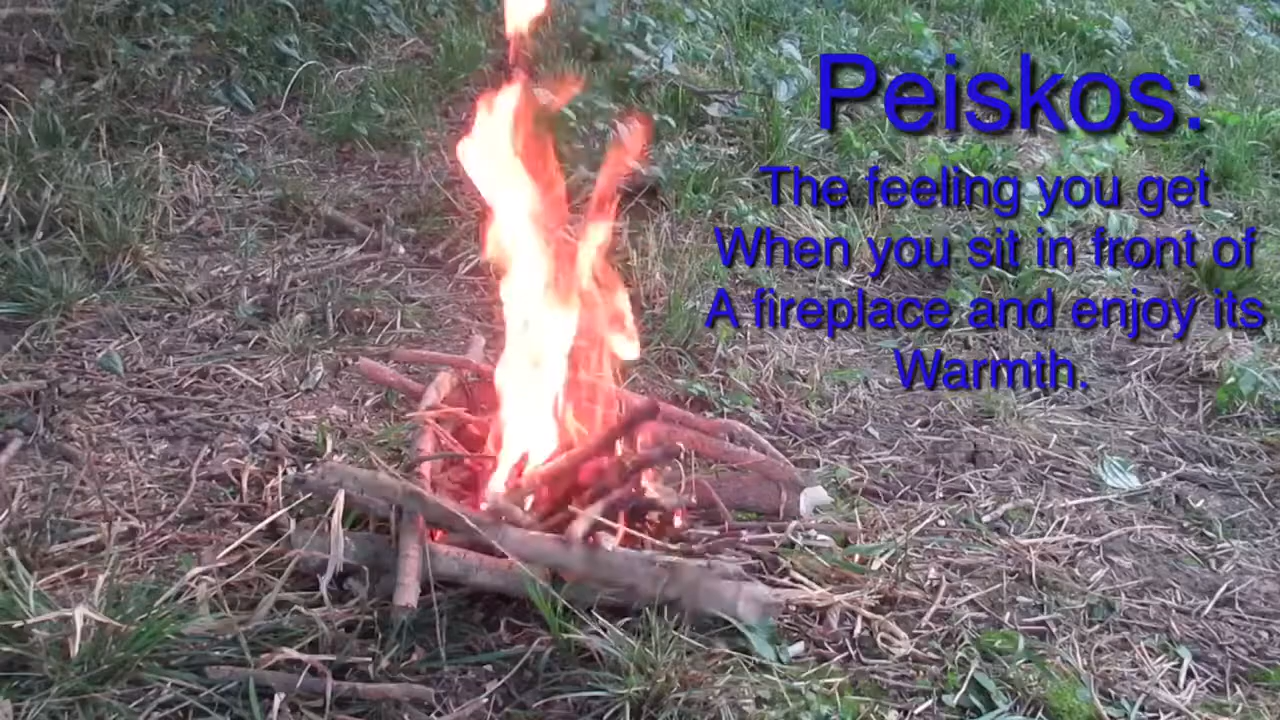 Peiskos:
The feeling you get
When you sit in front of
A fireplace and enjoy its
Warmth.